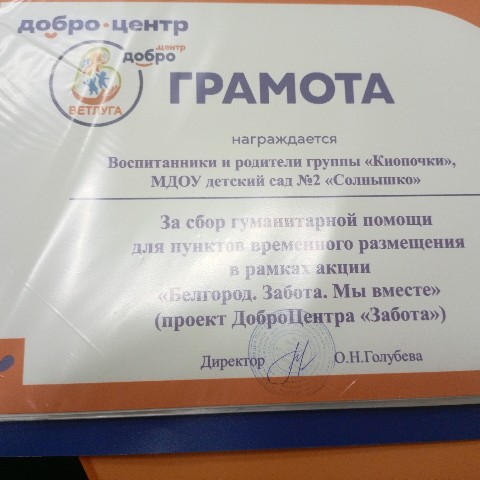 добро•центр
центр
добро
ВЕТЛУГА
ГРАМОТА
награждается
Воспитанники и родители группы «Кнопочки»,
МДОУ детский сад №2 «Солнышко»
За сбор гуманитарной помощи
для пунктов временного размещения
в рамках акции
«Белгород. Забота. Мы вместе»
(проект ДоброЦентра «Забота»)
Директор О.Н.Голубева